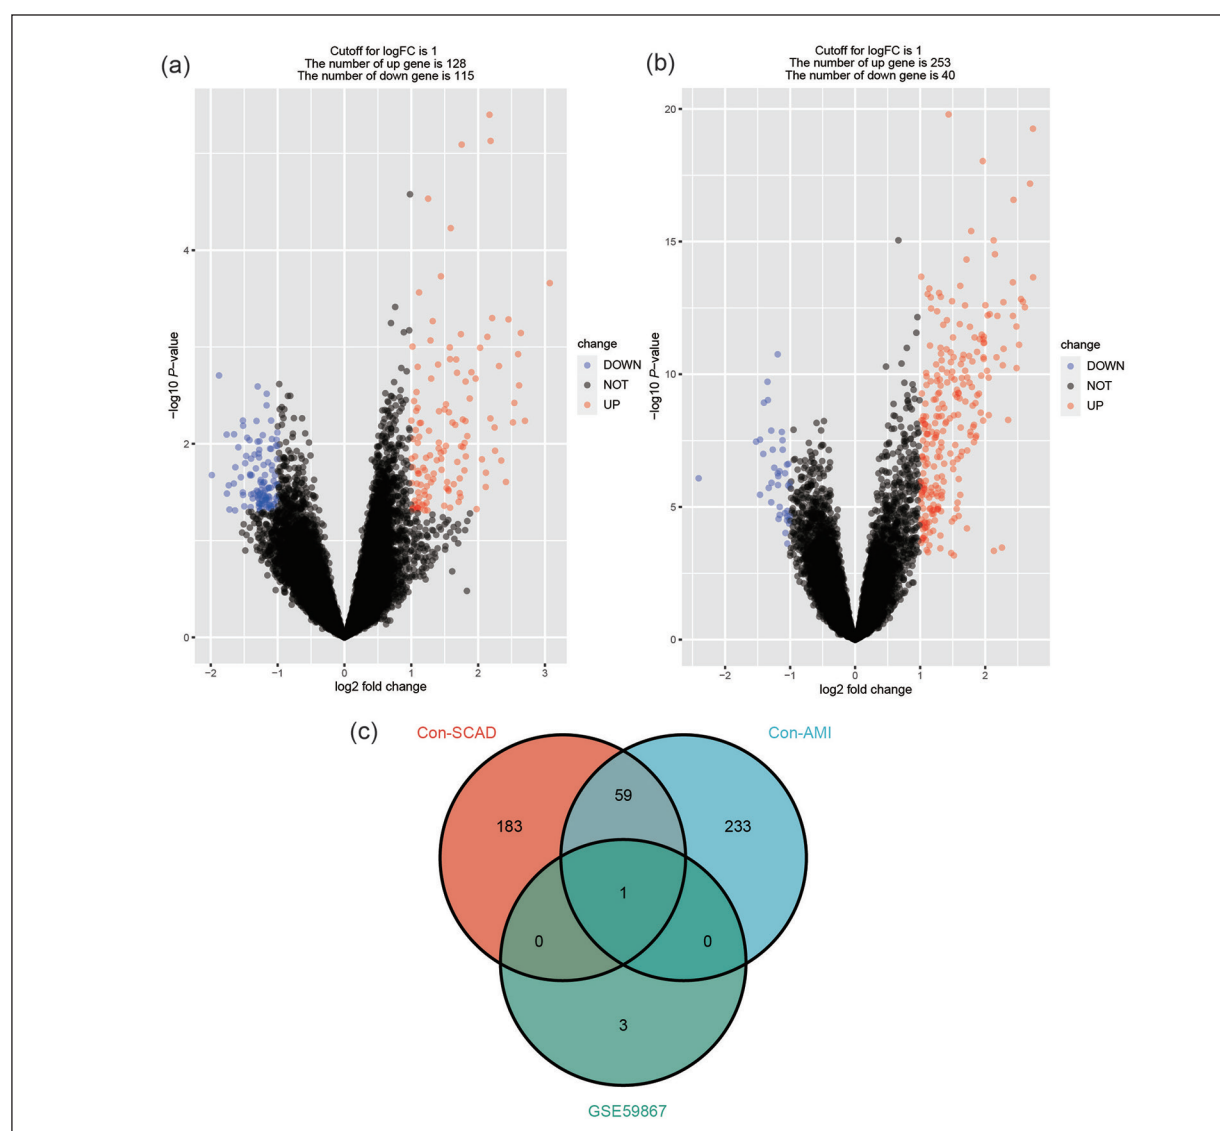 (a)
Cutoff for logFC is 1
The number of up gene is 128
The number of down gene is 115
−log10 P–value
4
2
0
−2 −1 0 1 2 3
log2 fold change
change
DOWN
NOT
UP
(b)
Cutoff for logFC is 1
The number of up gene is 253
The number of down gene is 40
−log10 P–value
20
15
10
5
0
−2 −1 0 1 2
log2 fold change
change
DOWN
NOT
UP
(c)
Con-SCAD
Con-AMI
59
183
233
1
0
0
3
GSE59867